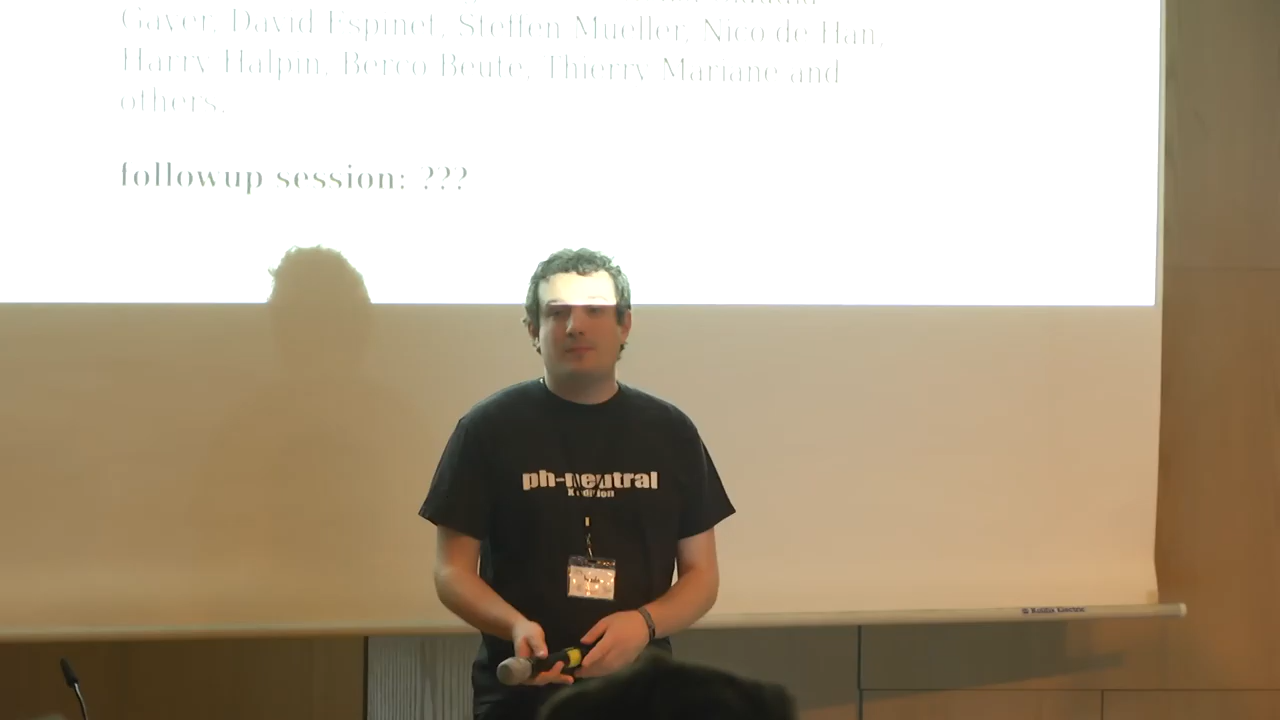 Gaver, David Espinet, Steffen Mueller, Nico de Han,
Harry Halpin, Berco Beute, Thierry Mariane and
others.
followup session: ???
ph-neutral
X edition